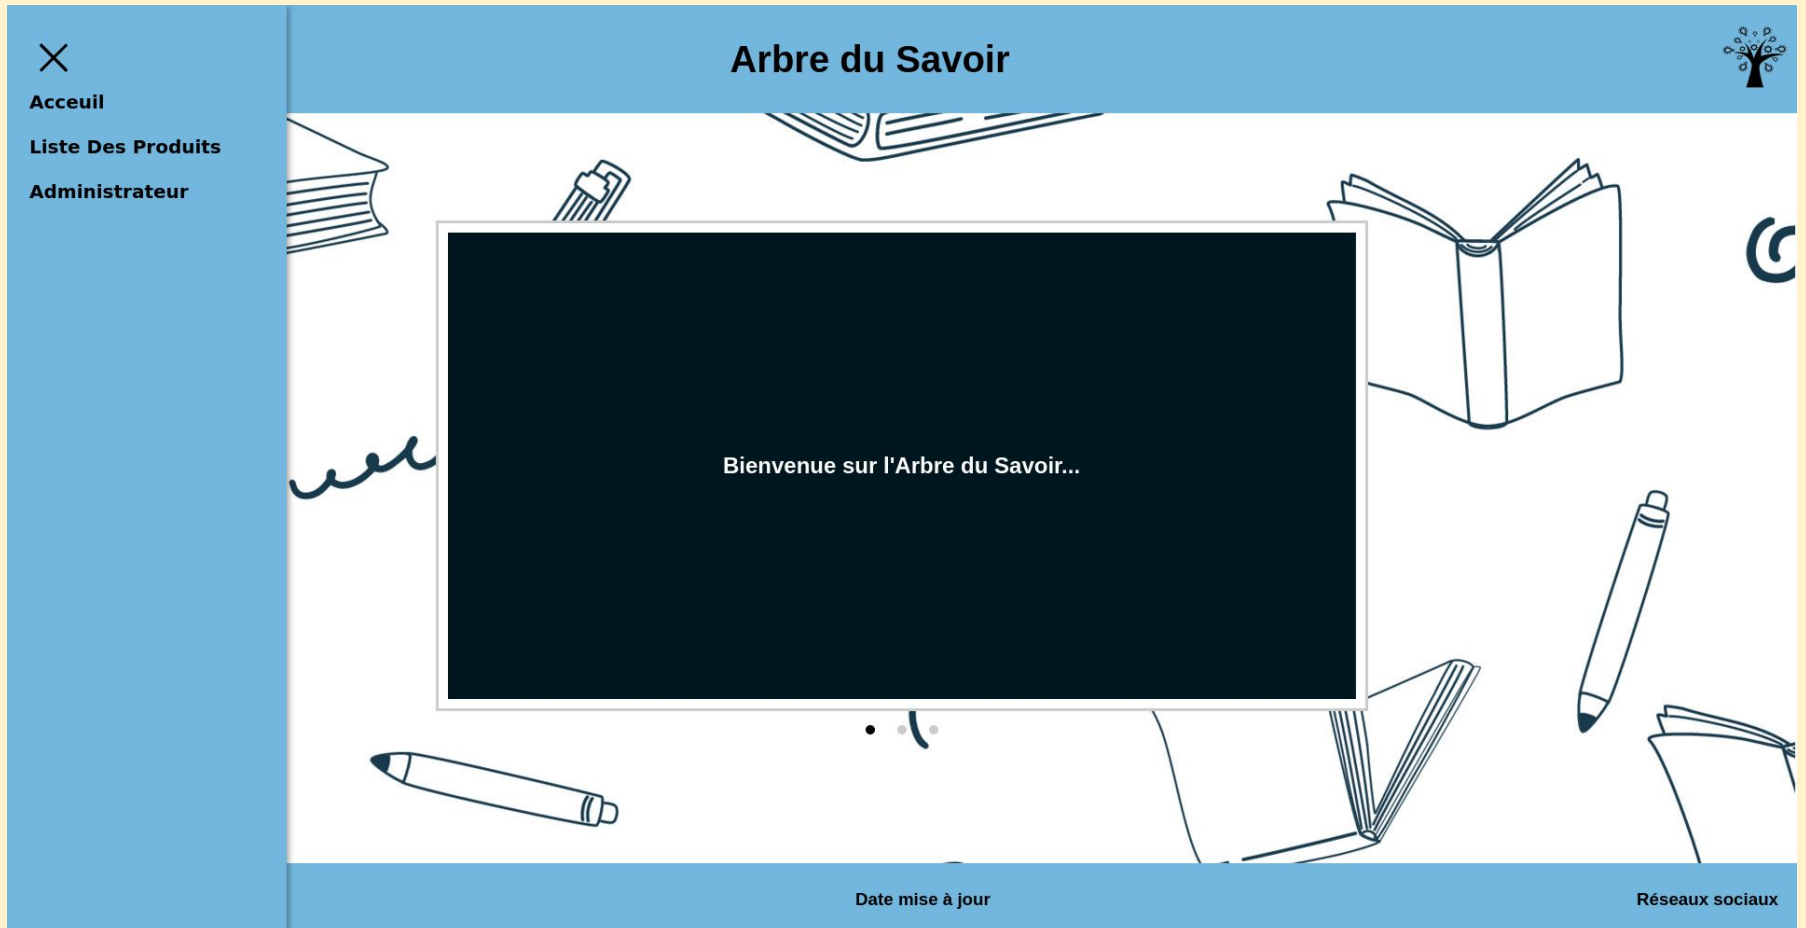 Arbre du Savoir
Acceuil
Liste Des Produits
Administrateur
Bienvenue sur l'Arbre du Savoir...
Date mise à jour
Réseaux sociaux